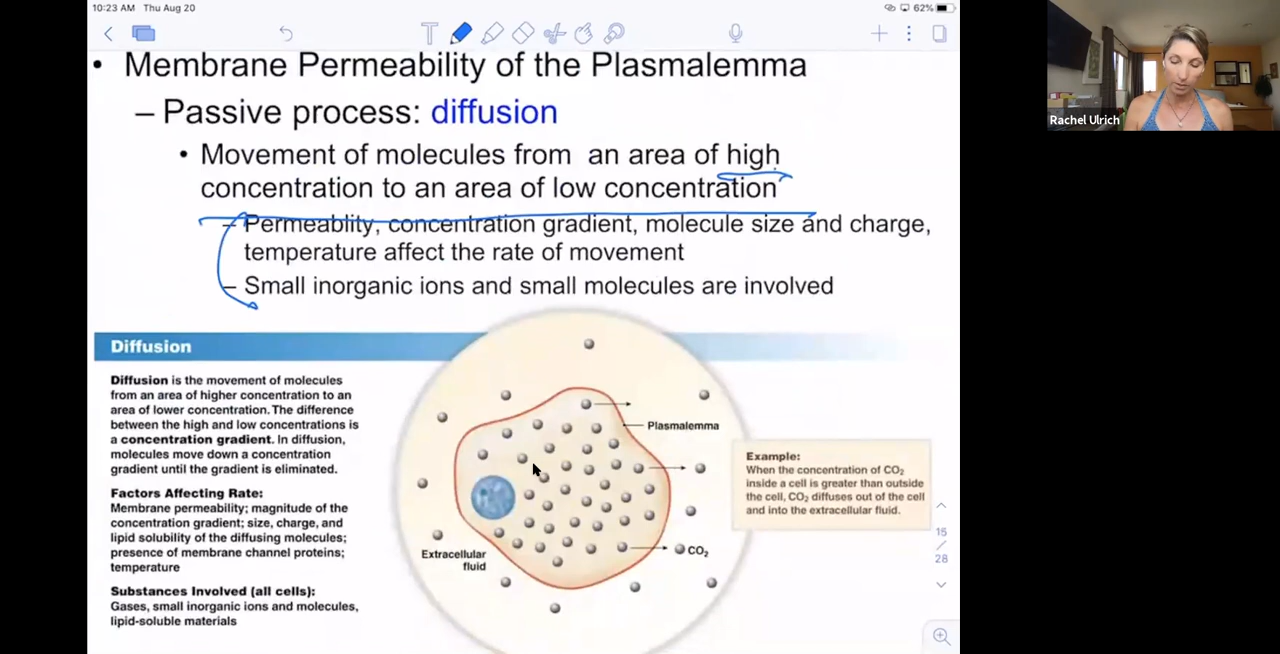 10:23 AM Thu Aug 20
62%
• Membrane Permeability of the Plasmalemma
– Passive process: diffusion
• Movement of molecules from an area of high
concentration to an area of low concentration
– Permeablity, concentration gradient, molecule size and charge,
temperature affect the rate of movement
– Small inorganic ions and small molecules are involved
Rachel Ulrich
Diffusion
Diffusion is the movement of molecules
from an area of higher concentration to an
area of lower concentration. The difference
between the high and low concentrations is
a concentration gradient. In diffusion,
molecules move down a concentration
gradient until the gradient is eliminated.
Factors Affecting Rate:
Membrane permeability; magnitude of the
concentration gradient; size, charge, and
lipid solubility of the diffusing molecules;
presence of membrane channel proteins;
temperature
Substances Involved (all cells):
Gases, small inorganic ions and molecules,
lipid-soluble materials
Plasmalemma
Extracellular
fluid
CO2
Example:
When the concentration of CO2
inside a cell is greater than outside
the cell, CO2 diffuses out of the cell
and into the extracellular fluid.
15
/
28